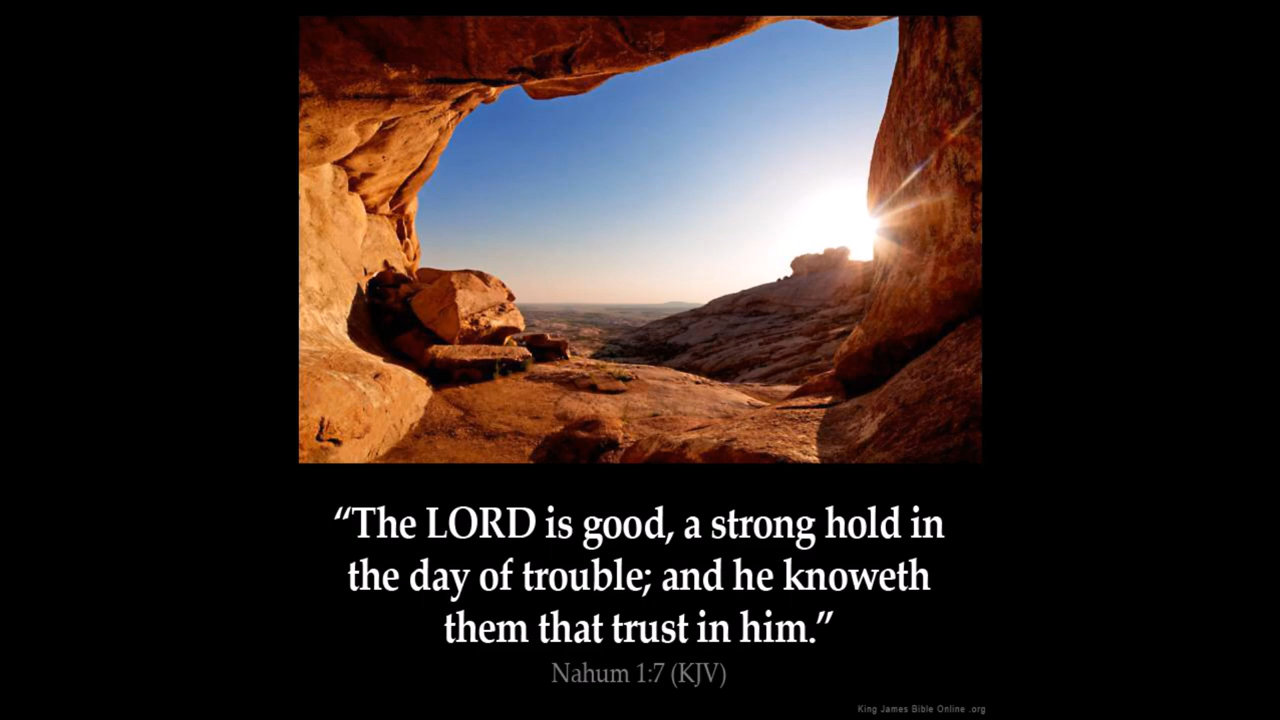 “The LORD is good, a strong hold in
the day of trouble; and he knoweth
them that trust in him.”
Nahum 1:7 (KJV)
King James Bible Online .org